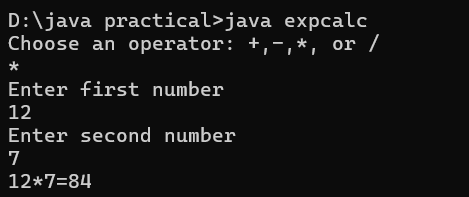 D:\java practical>java expcalc
Choose an operator: +,-,*, or /
*
Enter first number
12
Enter second number
7
12*7=84